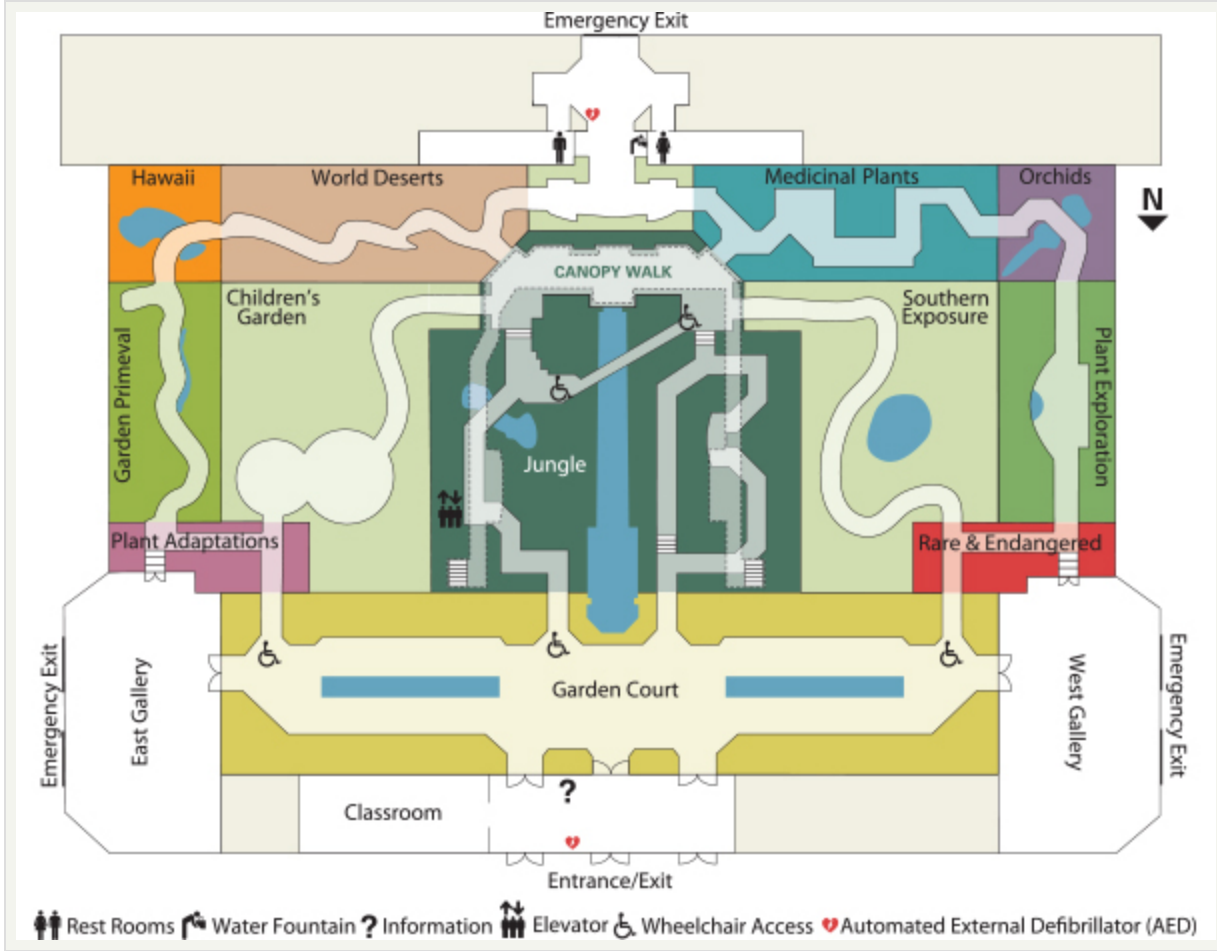 Emergency Exit
Hawaii
World Deserts
Medicinal Plants
Orchids
N
CANOPY WALK
Children's
Garden
Southern
Exposure
Garden Primeval
Plant Exploration
Jungle
Plant Adaptations
Rare & Endangered
Emergency Exit
East Gallery
Garden Court
West Gallery
Emergency Exit
?
Classroom
Entrance/Exit
Rest Rooms Water Fountain ? Information Elevator Wheelchair Access Automated External Defibrillator (AED)